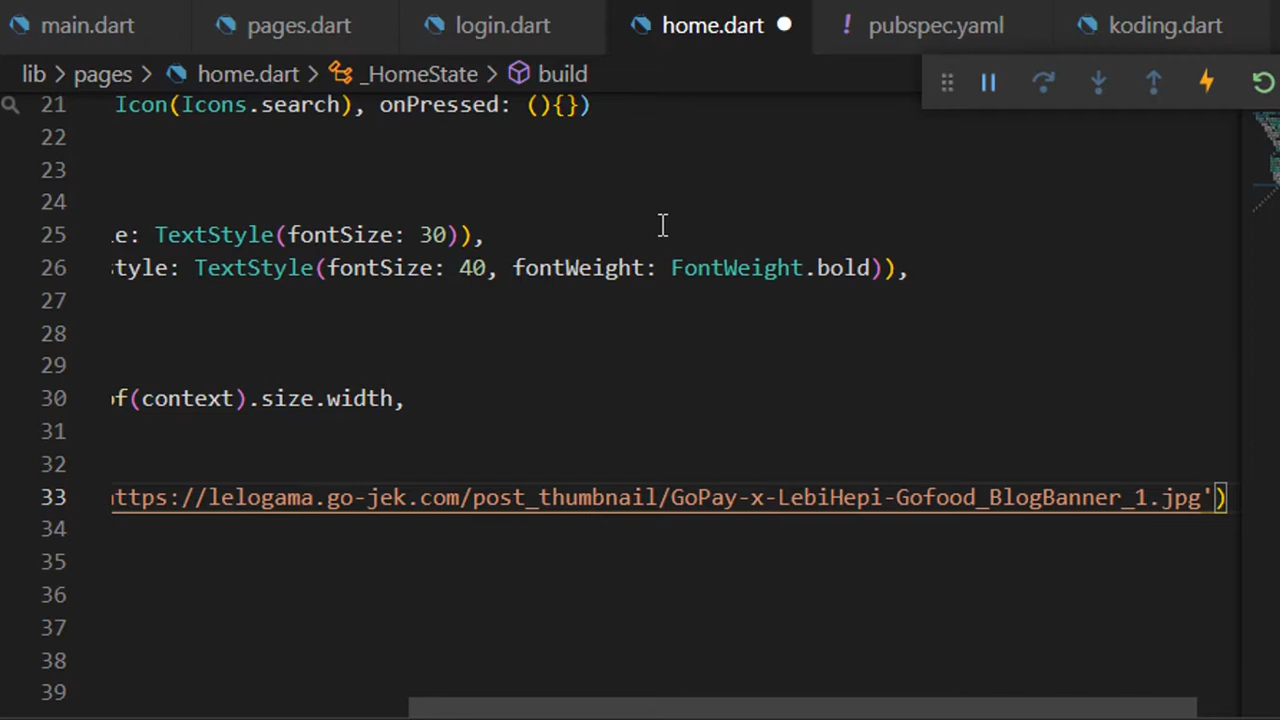 main.dart pages.dart login.dart home.dart ! pubspec.yaml koding.dart
lib > pages > home.dart > _HomeState > build
21 Icon(Icons.search), onPressed: (){})
22
23
24
25 e: TextStyle(fontSize: 30)),
26 style: TextStyle(fontSize: 40, fontWeight: FontWeight.bold)),
27
28
29
30 of(context).size.width,
31
32
33 https://lelogama.go-jek.com/post_thumbnail/GoPay-x-LebiHepi-Gofood_BlogBanner_1.jpg')
34
35
36
37
38
39